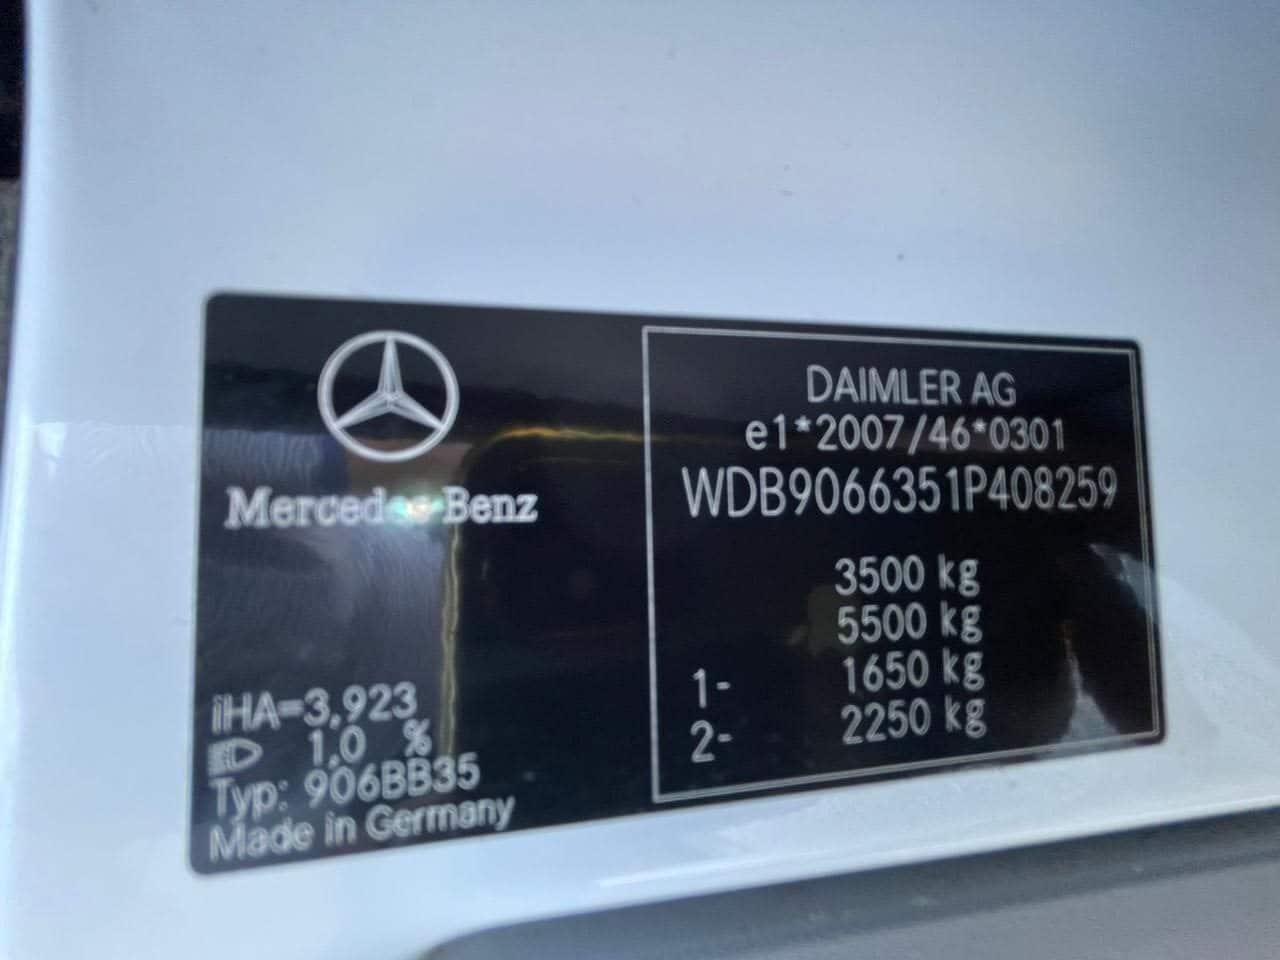 Mercedes-Benz
iHA=3,923
1,0 %
Typ: 906BB35
Made in Germany
DAIMLER AG
e1*2007/46*0301
WDB9066351P408259
3500 kg
5500 kg
1- 1650 kg
2- 2250 kg